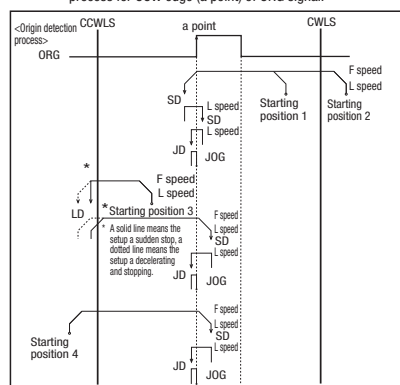 process for CCW edge (a point) of ORG signal.
<Origin detection
process>
CCWLS
a point
CWLS
ORG
F speed
L speed
SD
L speed
SD
L speed
Starting
position 1
Starting
position 2
JD
JOG
*
F speed
L speed
LD
*
Starting position 3
F speed
L speed
SD
* A solid line means the
setup a sudden stop, a
dotted line means the
setup a decelerating
and stopping.
L speed
JD
JOG
F speed
L speed
SD
Starting
position 4
L speed
JD
JOG